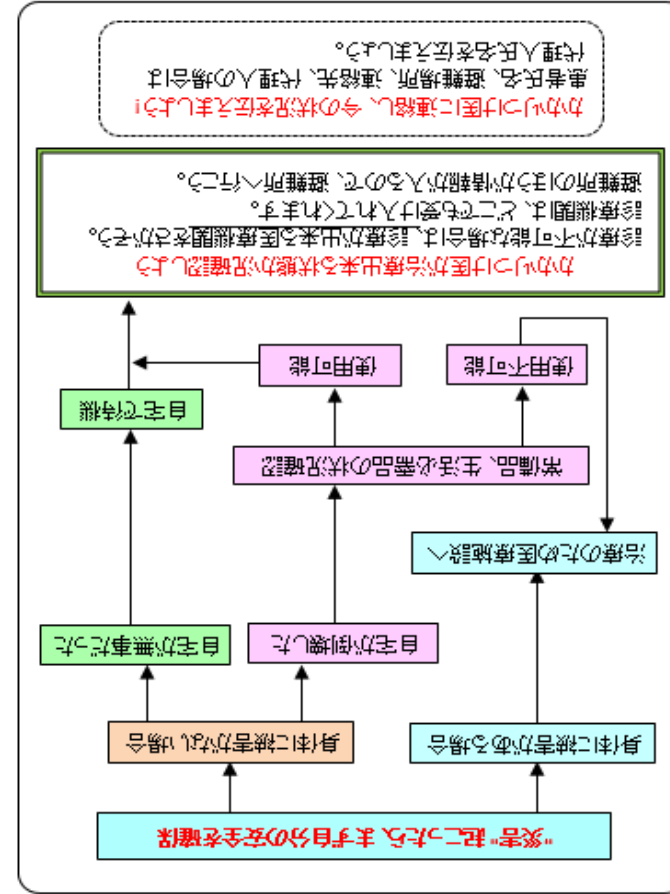 "災害"起こったら、まず自分の安全を確保
身体に被害がある場合
身体に被害がない場合
自宅が倒壊した
自宅が無事だった
治療のための医療施設へ
常備品、生活必需品の状況確認
自宅で待機
使用不可能
使用可能
かかりつけ医が治療出来る状態か況確認しよう
診療が不可能な場合は、診療が出来る医療機関をさがそう。
診療機関は、どこでも受け入れてくれます。
避難所のほうが情報が入るので、避難所へ行こう。
かかりつけ医に連絡し、今の状況を伝えましょう!
患者氏名、避難場所、連絡先、代理人の場合は
代理人氏名を伝えましょう。